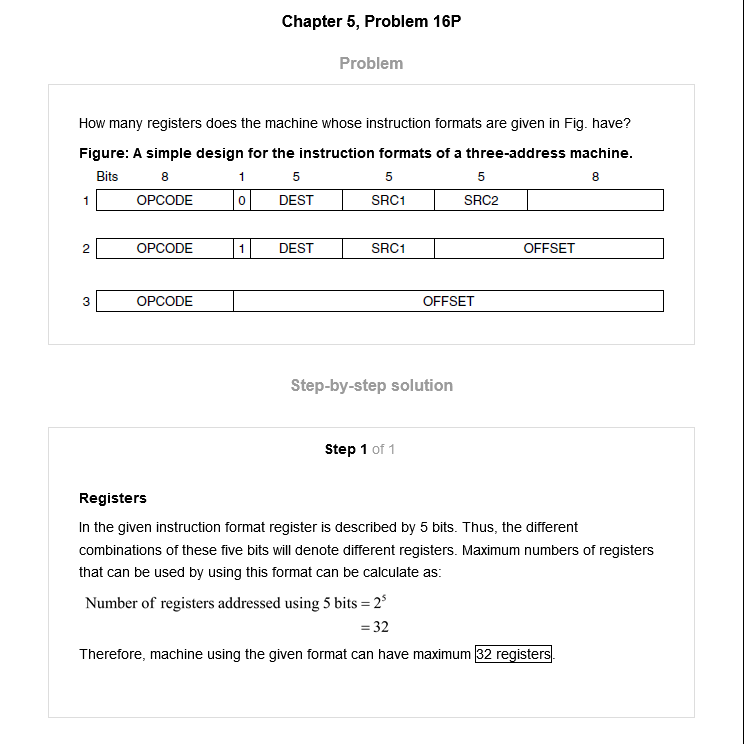 Chapter 5, Problem 16P
Problem
How many registers does the machine whose instruction formats are given in Fig. have?
Figure: A simple design for the instruction formats of a three-address machine.
Bits 8 1 5 5 5 8
1 OPCODE 0 DEST SRC1 SRC2
2 OPCODE 1 DEST SRC1 OFFSET
3 OPCODE OFFSET
Step-by-step solution
Step 1 of 1
Registers
In the given instruction format register is described by 5 bits. Thus, the different
combinations of these five bits will denote different registers. Maximum numbers of registers
that can be used by using this format can be calculate as:
Number of registers addressed using 5 bits = 2⁵
= 32
Therefore, machine using the given format can have maximum 32 registers.